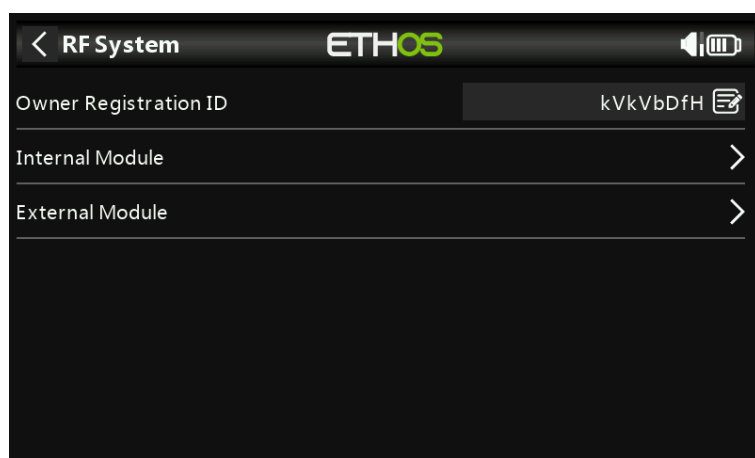 RF System
ETHOS
Owner Registration ID kVkVbDfH
Internal Module
External Module